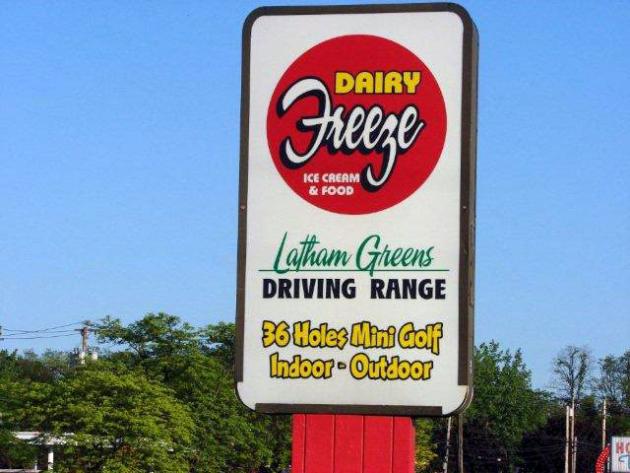 DAIRY
Freeze
ICE CREAM
& FOOD
Latham Greens
DRIVING RANGE
36 Holes Mini Golf
Indoor - Outdoor